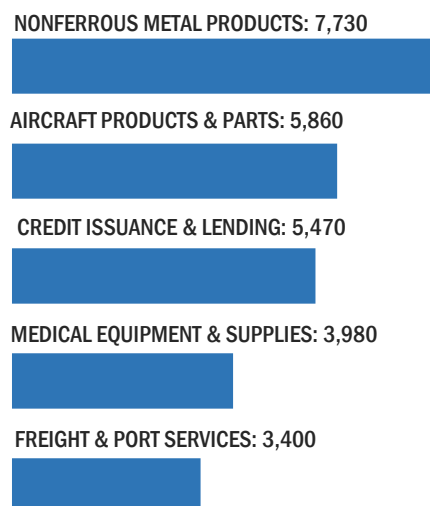 NONFERROUS METAL PRODUCTS: 7,730
AIRCRAFT PRODUCTS & PARTS: 5,860
CREDIT ISSUANCE & LENDING: 5,470
MEDICAL EQUIPMENT & SUPPLIES: 3,980
FREIGHT & PORT SERVICES: 3,400